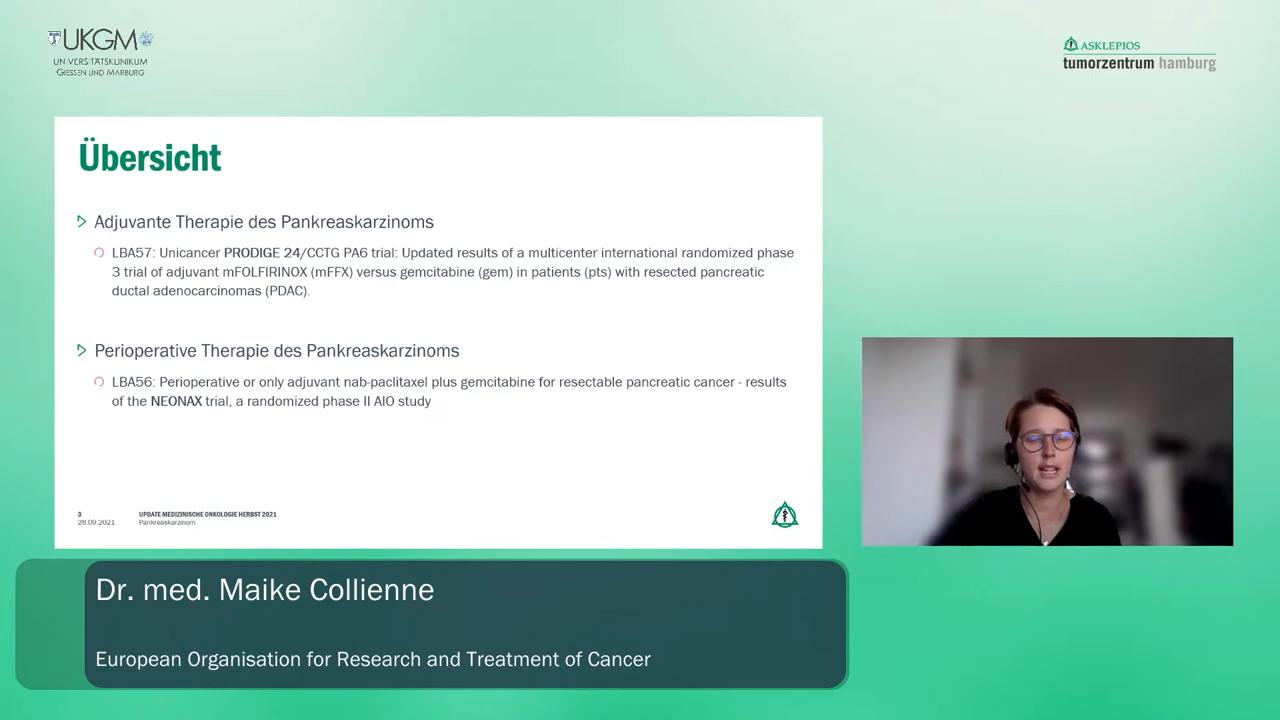 UKGM
UNIVERSITÄTSKLINIKUM
GIESSEN UND MARBURG
ASKLEPIOS
tumorzentrum hamburg
Übersicht
Adjuvante Therapie des Pankreaskarzinoms
LBA57: Unicancer PRODIGE 24/CCTG PA6 trial: Updated results of a multicenter international randomized phase
3 trial of adjuvant mFOLFIRINOX (mFFX) versus gemcitabine (gem) in patients (pts) with resected pancreatic
ductal adenocarcinomas (PDAC).
Perioperative Therapie des Pankreaskarzinoms
LBA56: Perioperative or only adjuvant nab-paclitaxel plus gemcitabine for resectable pancreatic cancer - results
of the NEONAX trial, a randomized phase II AIO study
3
28.09.2021
UPDATE MEDIZINISCHE ONKOLOGIE HERBST 2021
Pankreaskarzinom
Dr. med. Maike Collienne
European Organisation for Research and Treatment of Cancer